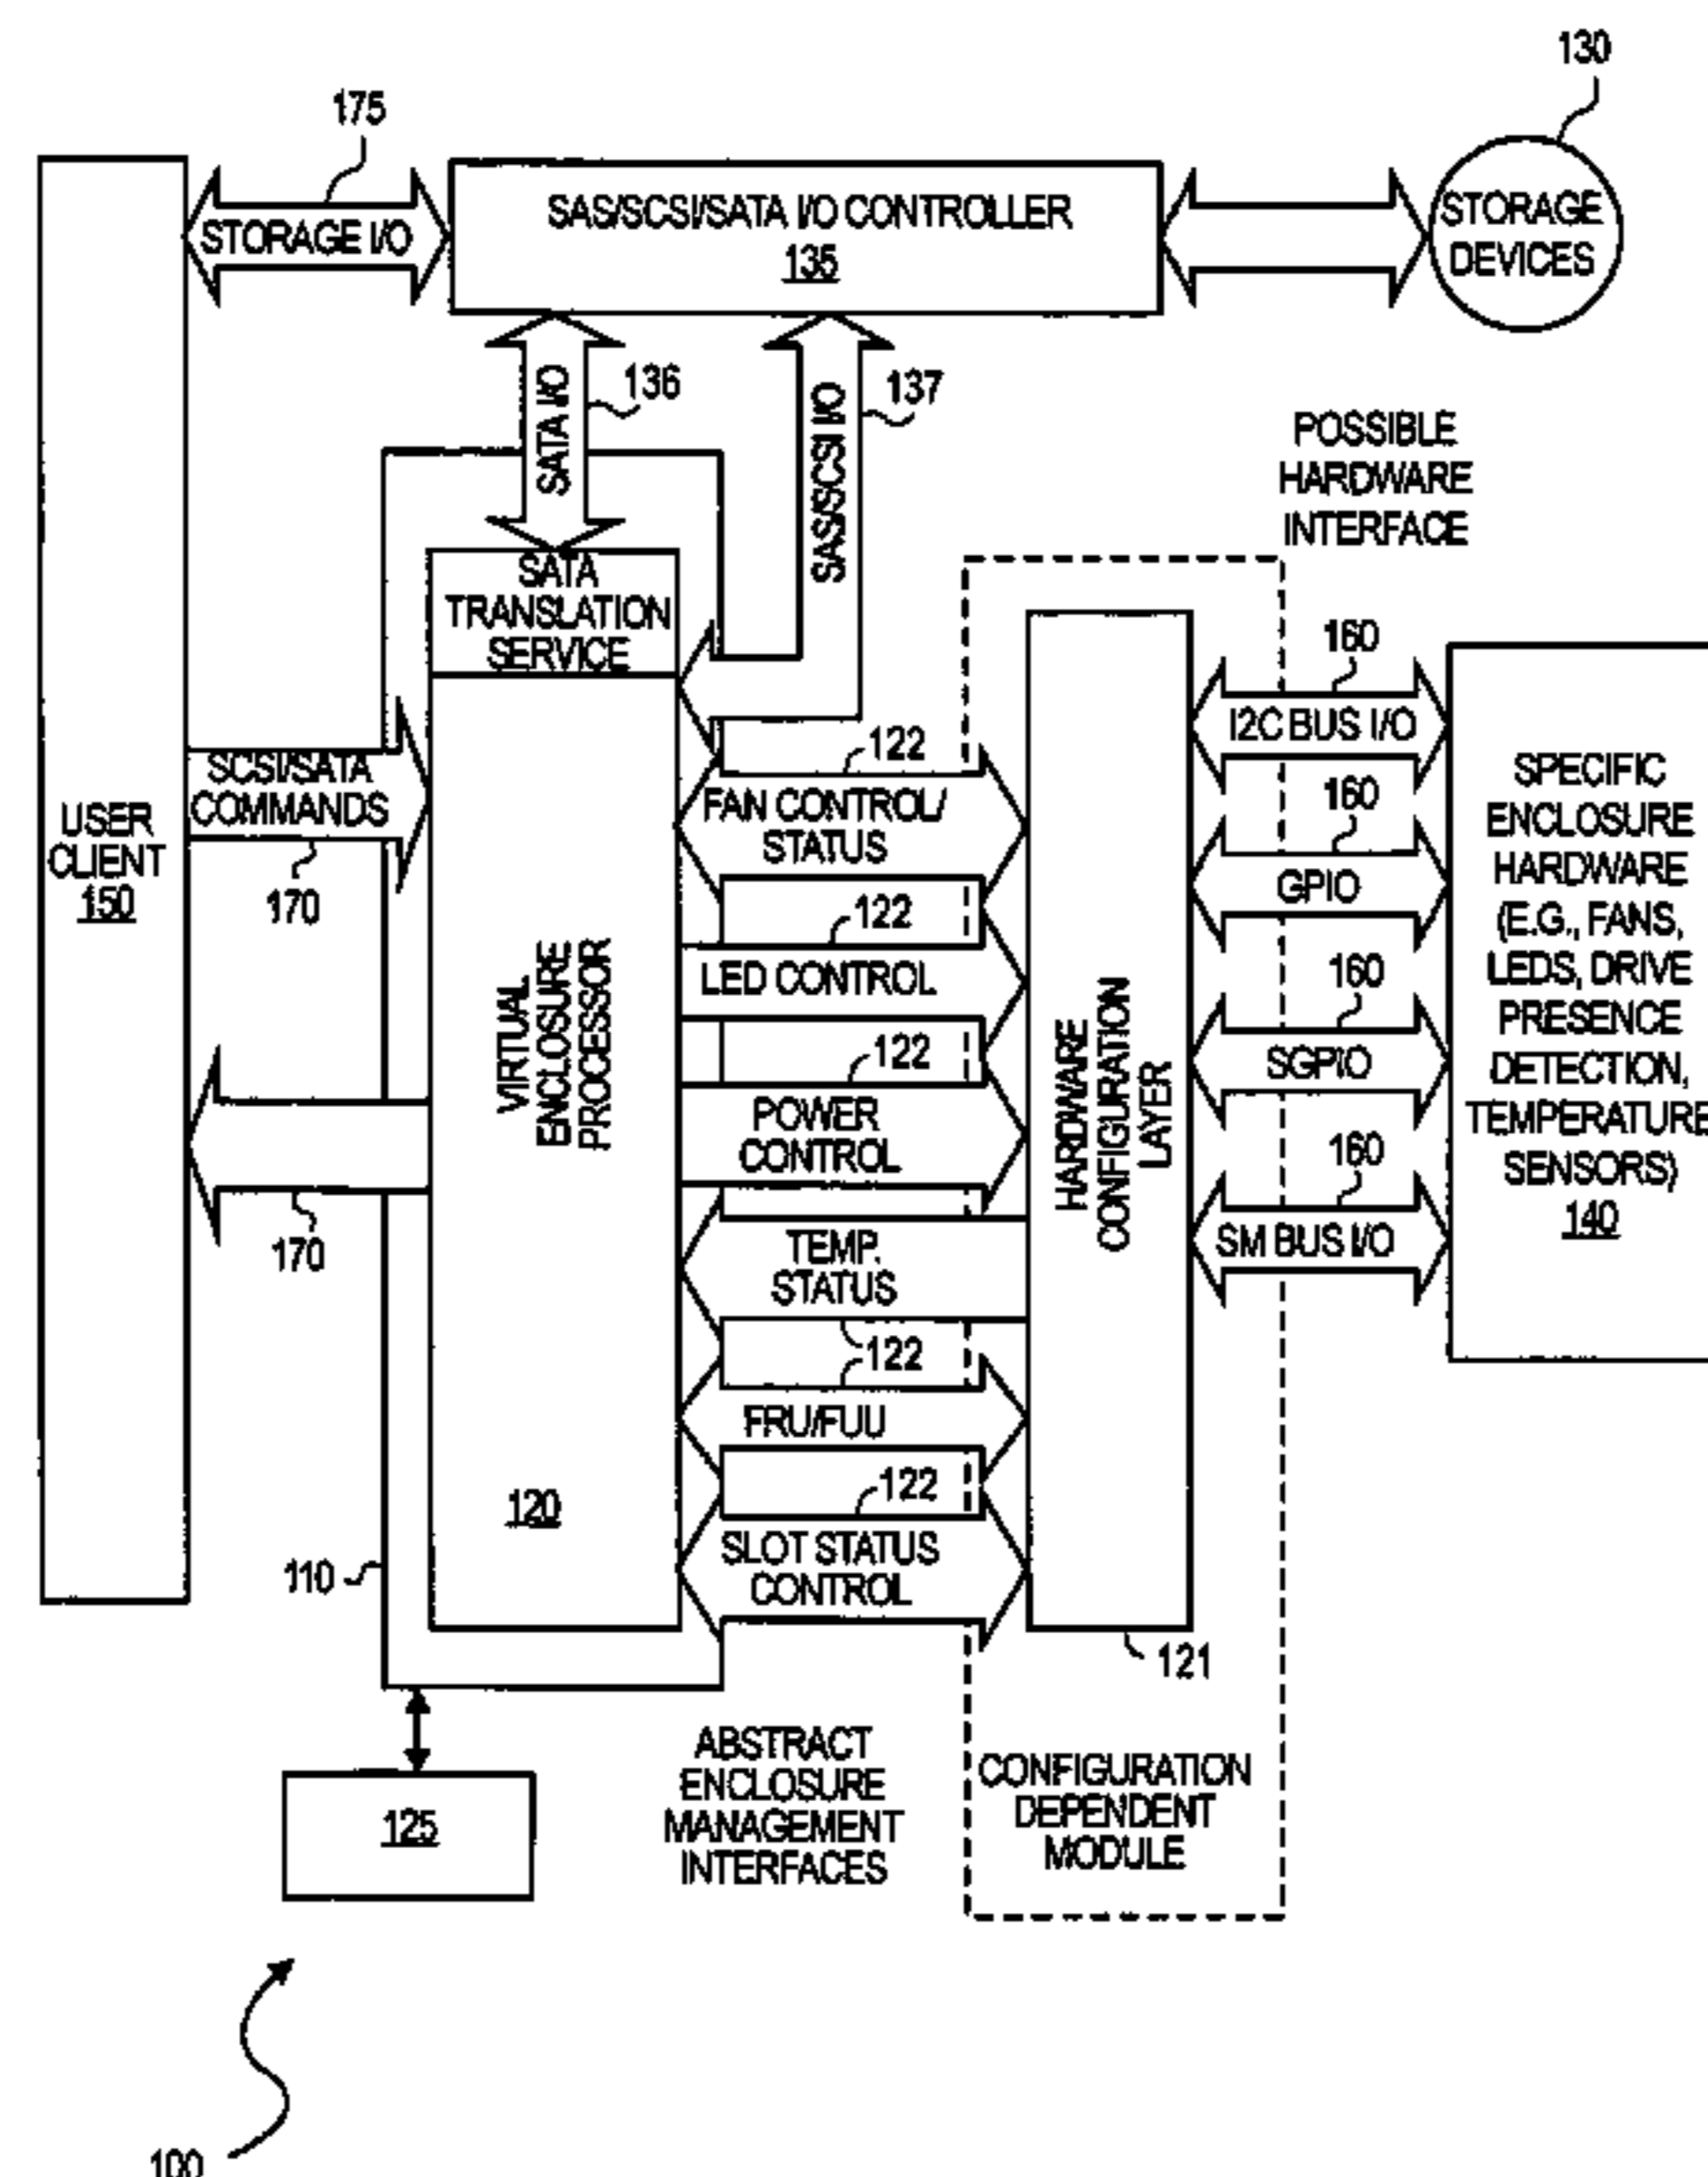 130
175
STORAGE I/O
SAS/SCSI/SATA I/O CONTROLLER
135
STORAGE
DEVICES
SATA I/O
136
SAS/SCSI I/O
137
POSSIBLE
HARDWARE
INTERFACE
SATA
TRANSLATION
SERVICE
USER
CLIENT
150
SCSI/SATA
COMMANDS
170
170
VIRTUAL
ENCLOSURE
PROCESSOR
120
110
122
FAN CONTROL/
STATUS
122
LED CONTROL
122
POWER
CONTROL
TEMP.
STATUS
122
122
FRU/FUU
122
SLOT STATUS
CONTROL
HARDWARE
CONFIGURATION
LAYER
121
160
I2C BUS I/O
160
GPIO
160
SGPIO
160
SM BUS I/O
SPECIFIC
ENCLOSURE
HARDWARE
(E.G., FANS,
LEDS, DRIVE
PRESENCE
DETECTION,
TEMPERATURE
SENSORS)
140
125
ABSTRACT
ENCLOSURE
MANAGEMENT
INTERFACES
CONFIGURATION
DEPENDENT
MODULE
100